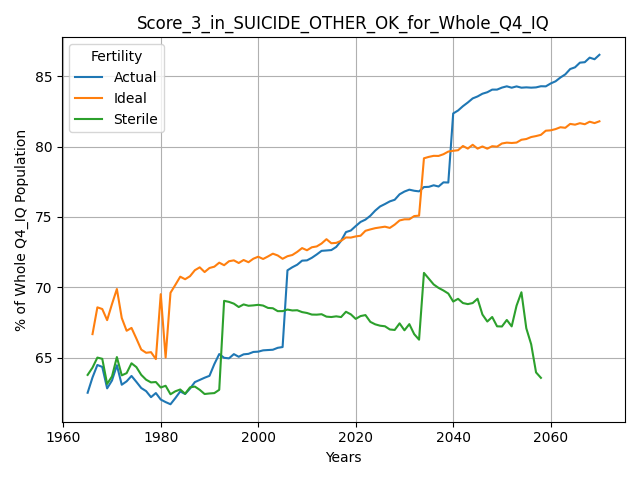 Score_3_in_SUICIDE_OTHER_OK_for_Whole_Q4_IQ
Fertility
Actual
Ideal
Sterile
% of Whole Q4_IQ Population
85
80
75
70
65
1960
1980
2000
2020
2040
2060
Years